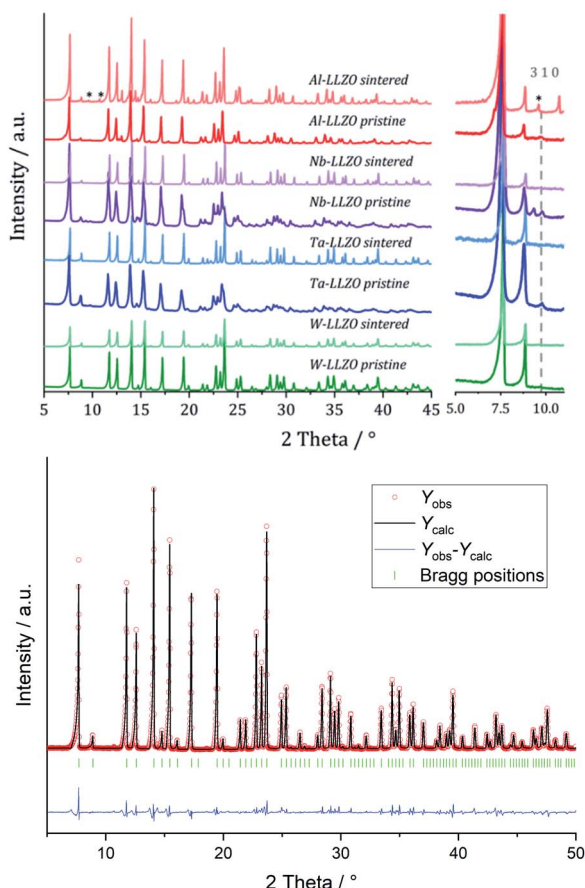 3 1 0
* *
Al-LLZO sintered
*
Al-LLZO pristine
Nb-LLZO sintered
Nb-LLZO pristine
Ta-LLZO sintered
Ta-LLZO pristine
W-LLZO sintered
W-LLZO pristine
Intensity / a.u.
5 10 15 20 25 30 35 40 45
5.0 7.5 10.0
2 Theta / °
Yobs
Ycalc
Yobs-Ycalc
Bragg positions
Intensity / a.u.
10 20 30 40 50
2 Theta / °